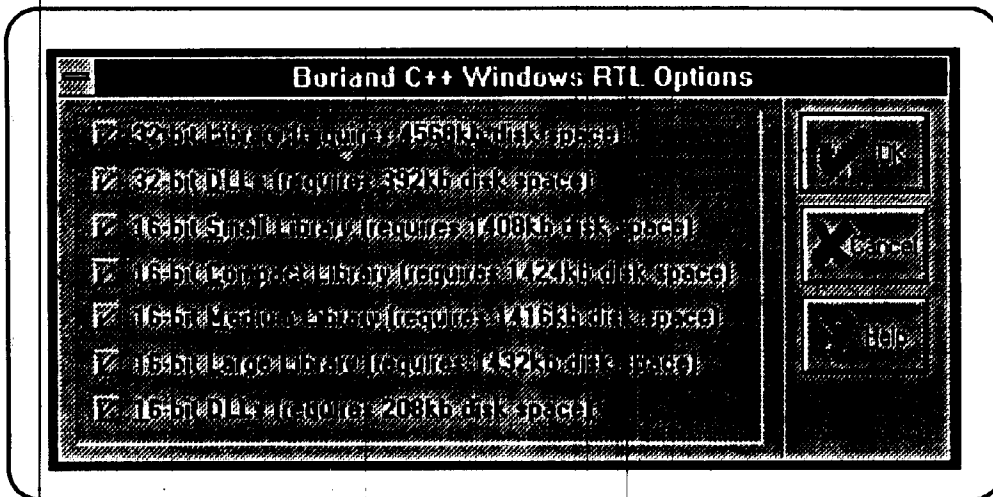 Borland C++ Windows RTL Options
32-bit Library (requires 4568kb disk space)
32-bit DLLs (requires 392kb disk space)
16-bit Small Library (requires 1408kb disk space)
16-bit Compact Library (requires 1424kb disk space)
16-bit Medium Library (requires 1416kb disk space)
16-bit Large Library (requires 1432kb disk space)
16-bit DLLs (requires 208kb disk space)
OK
Cancel
Help